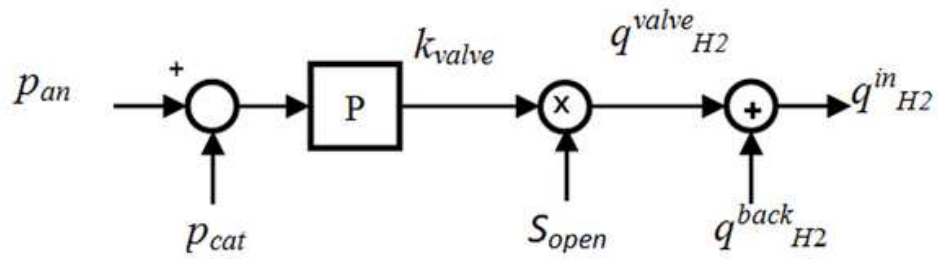 k_valve q^valve_H2
+
p_an P x + q^in_H2
p_cat S_open q^back_H2